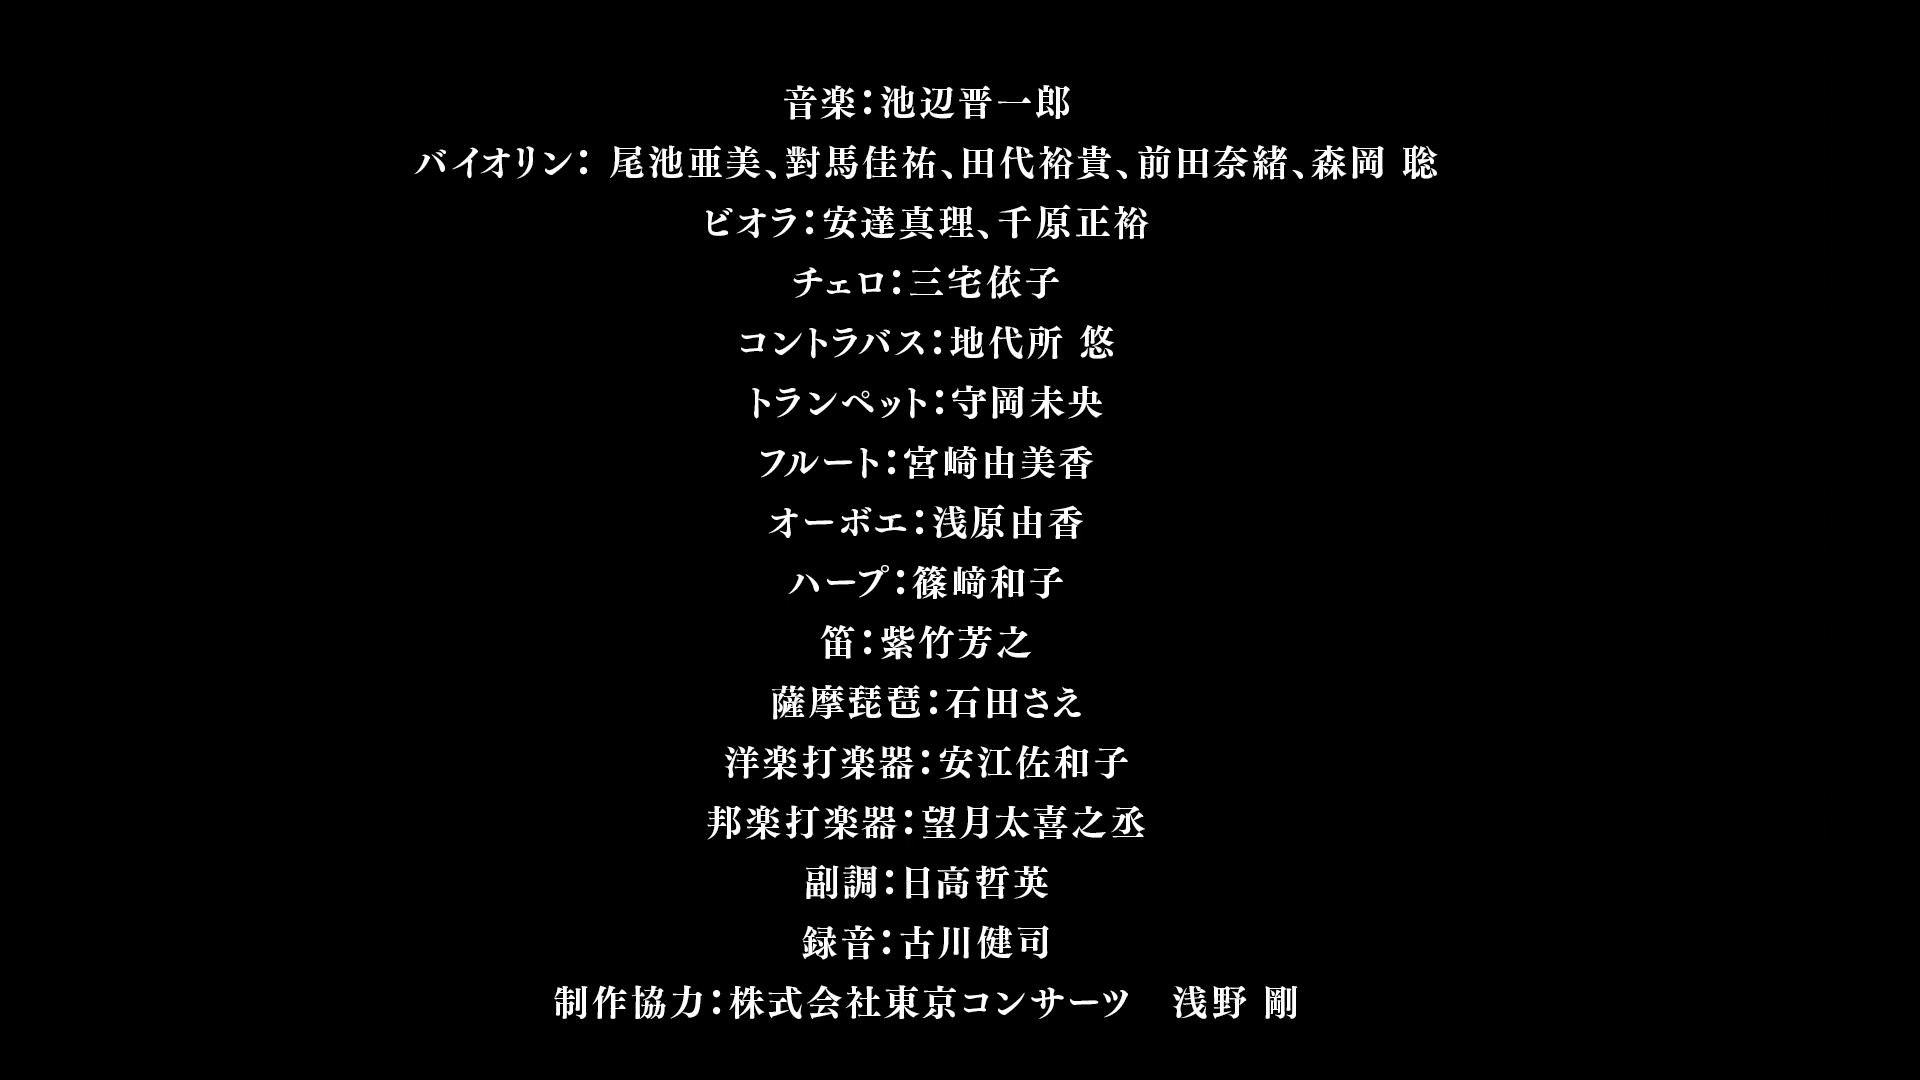 音楽：池辺晋一郎
バイオリン： 尾池亜美、對馬佳祐、田代裕貴、前田奈緒、森岡 聡
ビオラ：安達真理、千原正裕
チェロ：三宅依子
コントラバス：地代所 悠
トランペット：守岡未央
フルート：宮崎由美香
オーボエ：浅原由香
ハープ：篠﨑和子
笛：紫竹芳之
薩摩琵琶：石田さえ
洋楽打楽器：安江佐和子
邦楽打楽器：望月太喜之丞
副調：日高哲英
録音：古川健司
制作協力：株式会社東京コンサーツ　浅野 剛